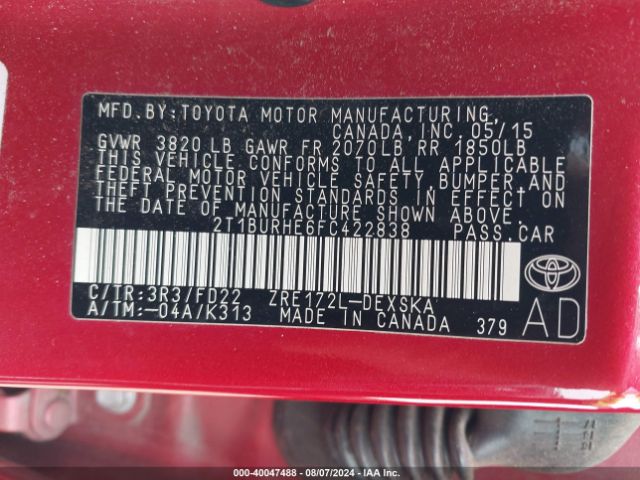 MFD.BY:TOYOTA MOTOR MANUFACTURING,
CANADA, INC. 05/15
GVWR 3820 LB GAWR FR 2070LB RR 1850LB
THIS VEHICLE CONFORMS TO ALL APPLICABLE
FEDERAL MOTOR VEHICLE SAFETY, BUMPER, AND
THEFT PREVENTION STANDARDS IN EFFECT ON
THE DATE OF MANUFACTURE SHOWN ABOVE.
2T1BURHE6FC422838 PASS.CAR
C/TR:3R3/FD22 ZRE172L-DEXSKA
A/TM:-04A/K313 MADE IN CANADA 379
AD
000-40047488 - 08/07/2024 - IAA Inc.